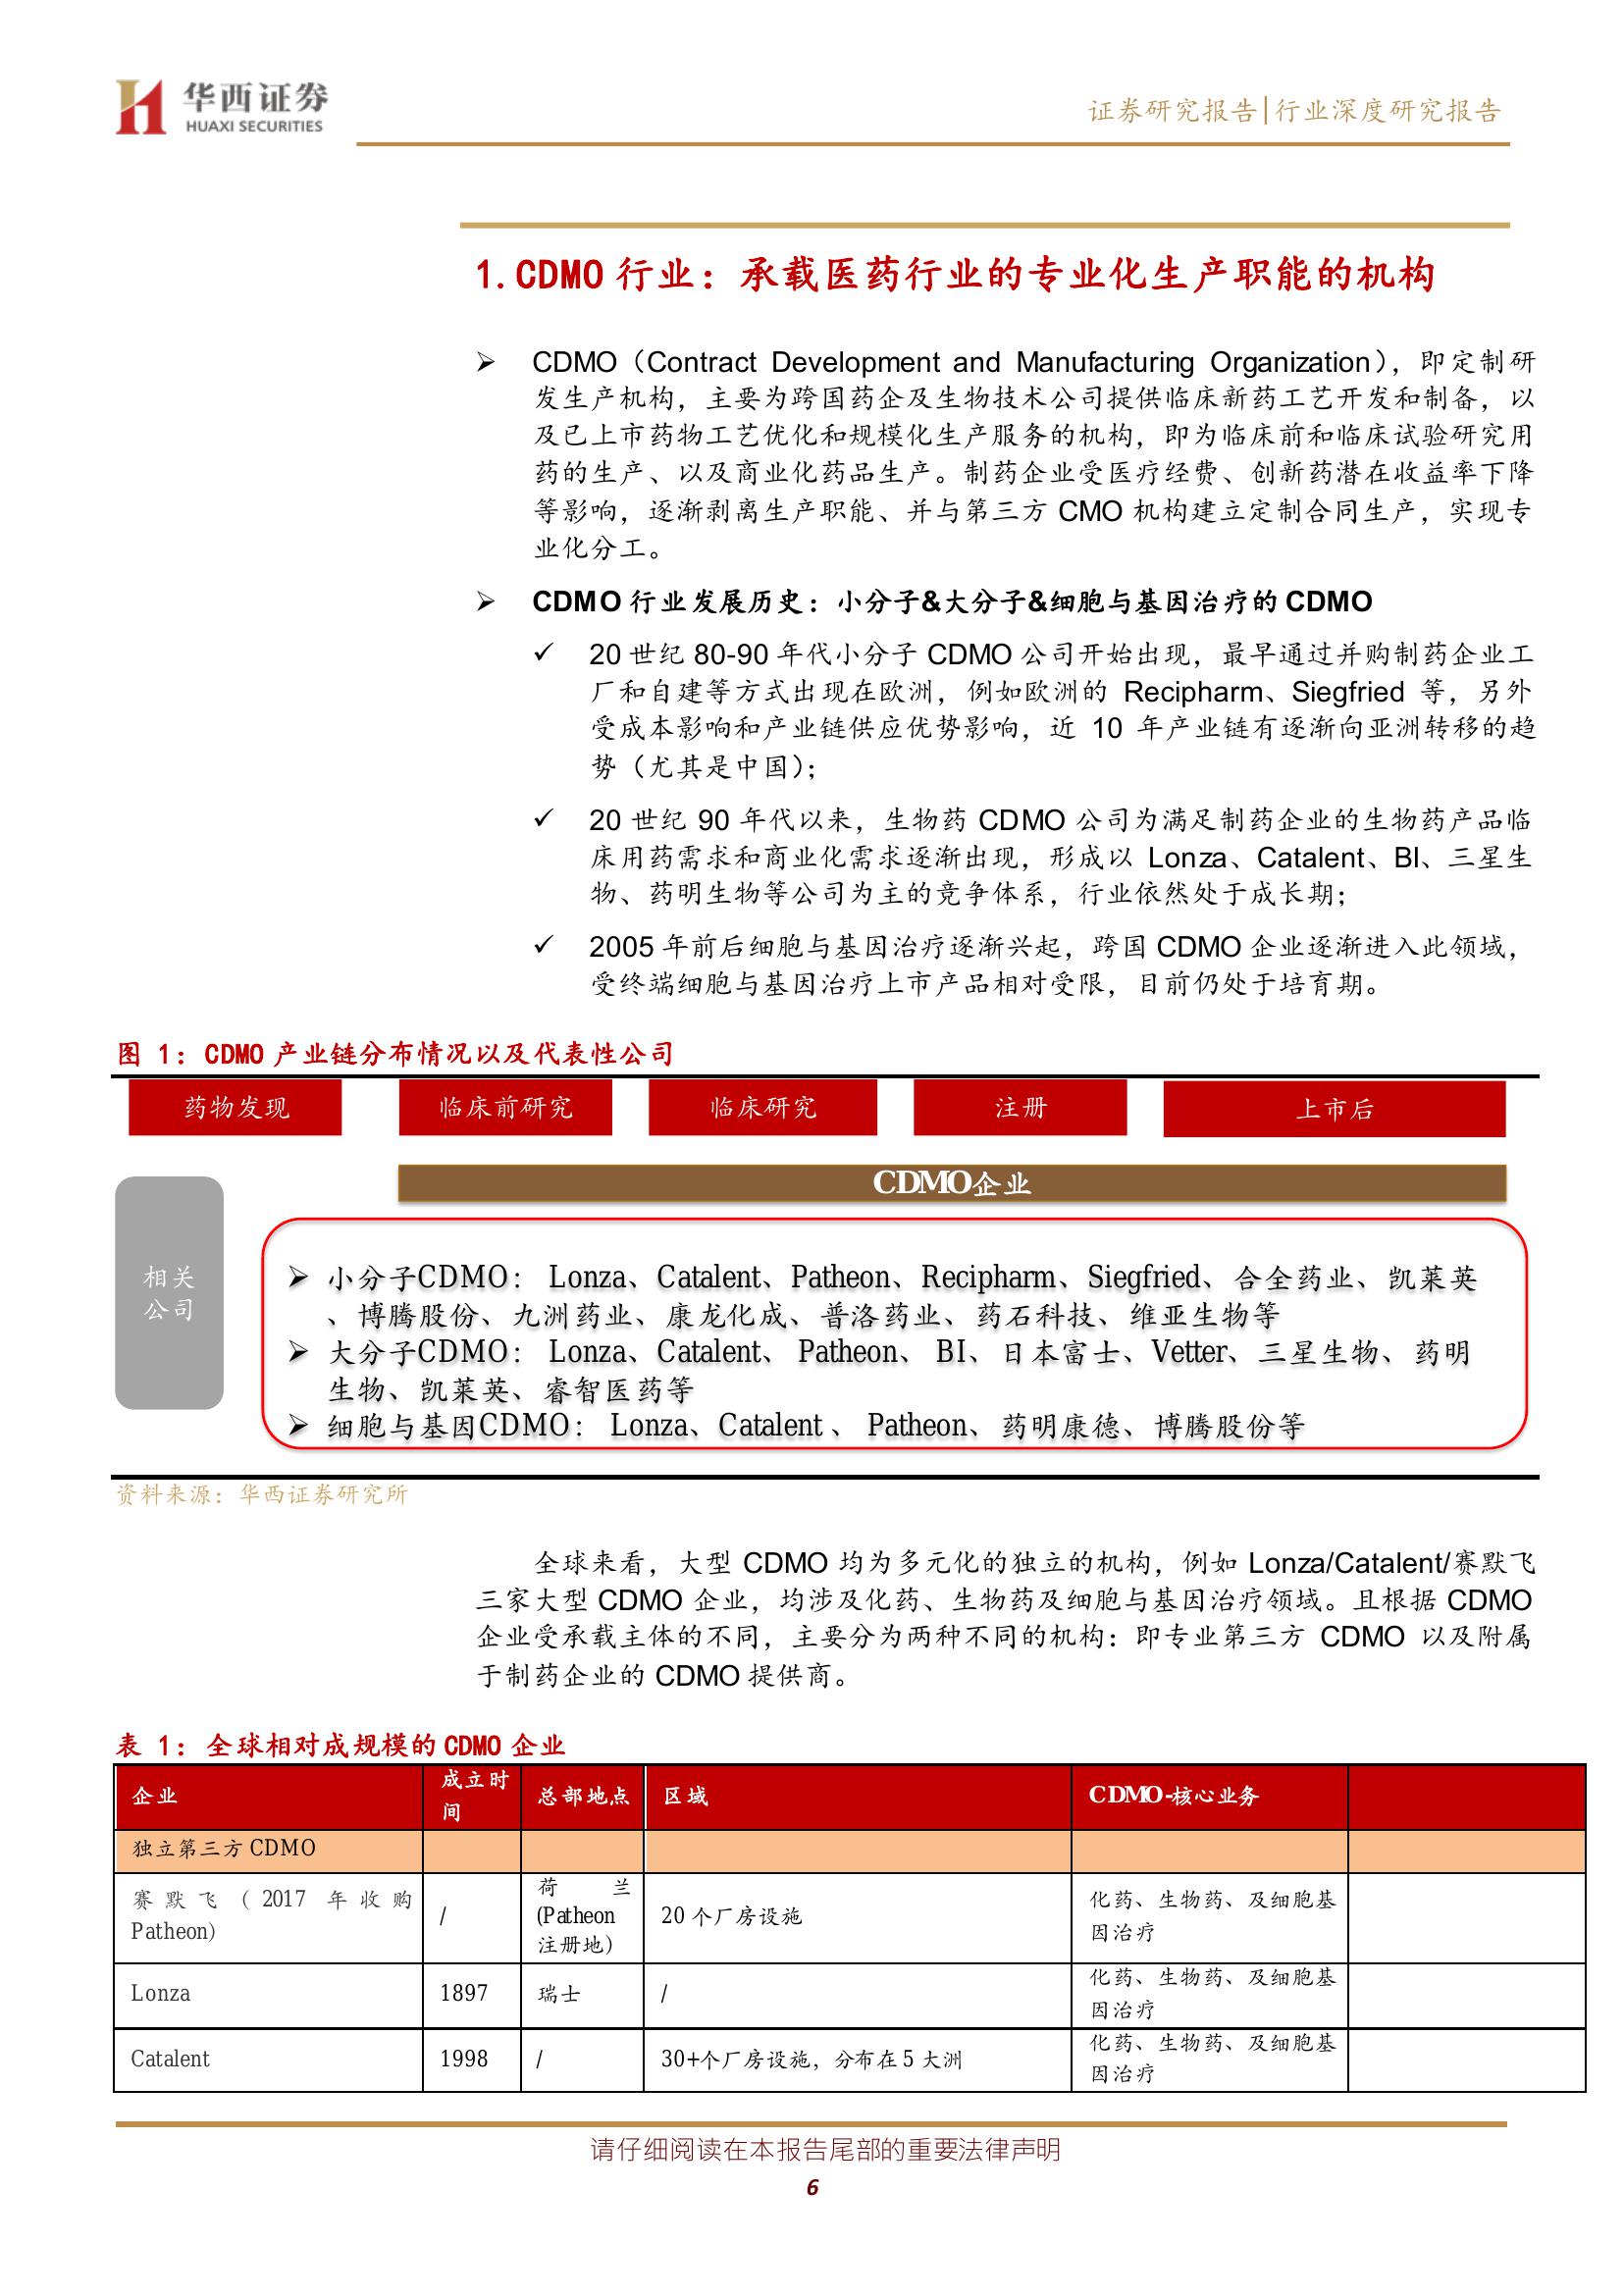 华西证券
HUAXI SECURITIES
证券研究报告|行业深度研究报告
1.CDMO 行业：承载医药行业的专业化生产职能的机构
➢ CDMO（Contract Development and Manufacturing Organization），即定制研
发生产机构，主要为跨国药企及生物技术公司提供临床新药工艺开发和制备，以
及已上市药物工艺优化和规模化生产服务的机构，即为临床前和临床试验研究用
药的生产、以及商业化药品生产。制药企业受医疗经费、创新药潜在收益率下降
等影响，逐渐剥离生产职能、并与第三方 CMO 机构建立定制合同生产，实现专
业化分工。
➢ CDMO 行业发展历史：小分子&大分子&细胞与基因治疗的 CDMO
✓ 20 世纪 80-90 年代小分子 CDMO 公司开始出现，最早通过并购制药企业工
厂和自建等方式出现在欧洲，例如欧洲的 Recipharm、Siegfried 等，另外
受成本影响和产业链供应优势影响，近 10 年产业链有逐渐向亚洲转移的趋
势（尤其是中国）；
✓ 20 世纪 90 年代以来，生物药 CDMO 公司为满足制药企业的生物药产品临
床用药需求和商业化需求逐渐出现，形成以 Lonza、Catalent、BI、三星生
物、药明生物等公司为主的竞争体系，行业依然处于成长期；
✓ 2005 年前后细胞与基因治疗逐渐兴起，跨国 CDMO 企业逐渐进入此领域，
受终端细胞与基因治疗上市产品相对受限，目前仍处于培育期。
图 1：CDMO 产业链分布情况以及代表性公司
药物发现 临床前研究 临床研究 注册 上市后
CDMO企业
相关
公司
➢ 小分子CDMO： Lonza、Catalent、Patheon、Recipharm、Siegfried、合全药业、凯莱英
、博腾股份、九洲药业、康龙化成、普洛药业、药石科技、维亚生物等
➢ 大分子CDMO： Lonza、Catalent、 Patheon、 BI、日本富士、Vetter、三星生物、药明
生物、凯莱英、睿智医药等
➢ 细胞与基因CDMO： Lonza、Catalent 、 Patheon、药明康德、博腾股份等
资料来源：华西证券研究所
全球来看，大型 CDMO 均为多元化的独立的机构，例如 Lonza/Catalent/赛默飞
三家大型 CDMO 企业，均涉及化药、生物药及细胞与基因治疗领域。且根据 CDMO
企业受承载主体的不同，主要分为两种不同的机构：即专业第三方 CDMO 以及附属
于制药企业的 CDMO 提供商。
表 1：全球相对成规模的 CDMO 企业
企业 成立时 总部地点 区域 CDMO-核心业务
间
独立第三方 CDMO
赛默飞（2017 年收购 / 荷兰 20 个厂房设施 化药、生物药、及细胞基
Patheon） (Patheon 因治疗
注册地)
Lonza 1897 瑞士 / 化药、生物药、及细胞基
因治疗
Catalent 1998 / 30+个厂房设施，分布在 5 大洲 化药、生物药、及细胞基
因治疗
请仔细阅读在本报告尾部的重要法律声明
6